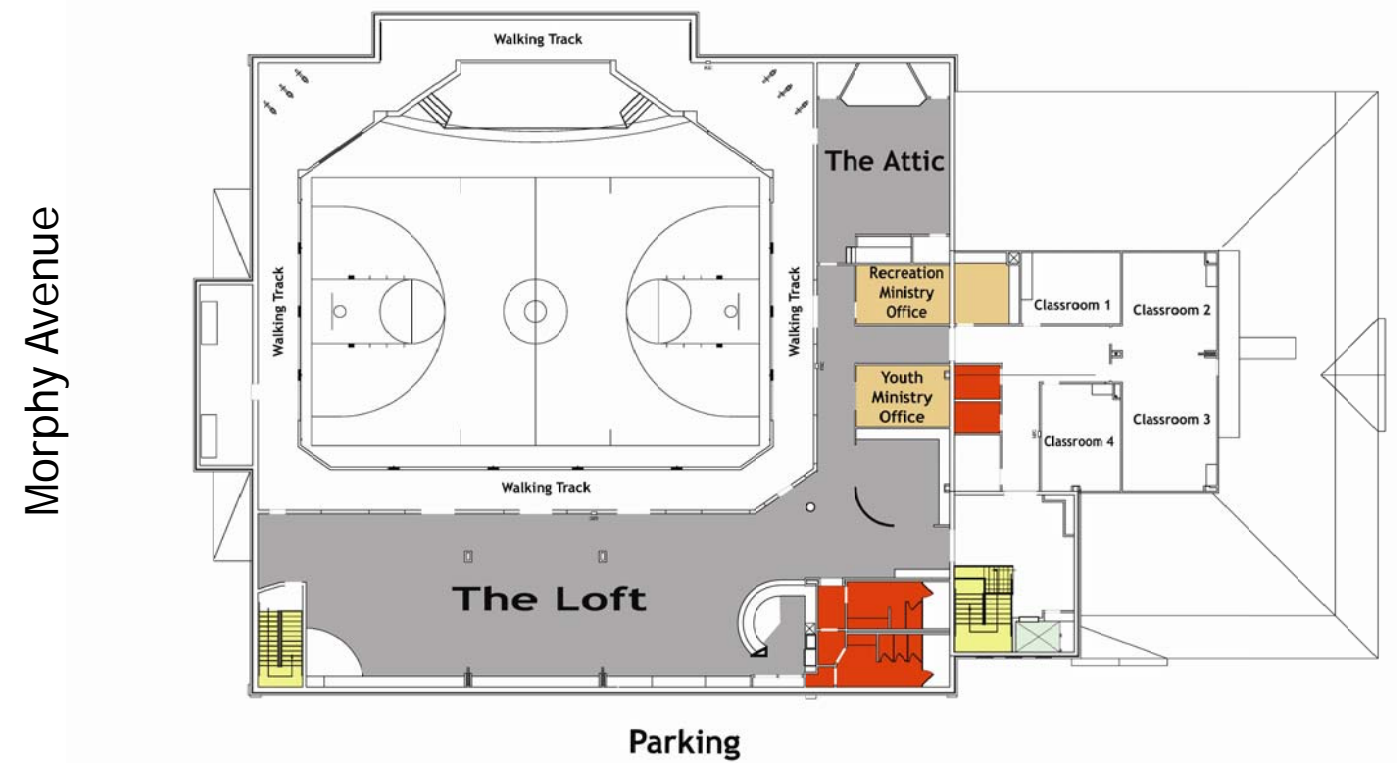 Walking Track
The Attic
Morphy Avenue
Walking Track
Walking Track
Recreation
Ministry
Office
Classroom 1
Classroom 2
Youth
Ministry
Office
Classroom 3
Classroom 4
Walking Track
The Loft
Parking